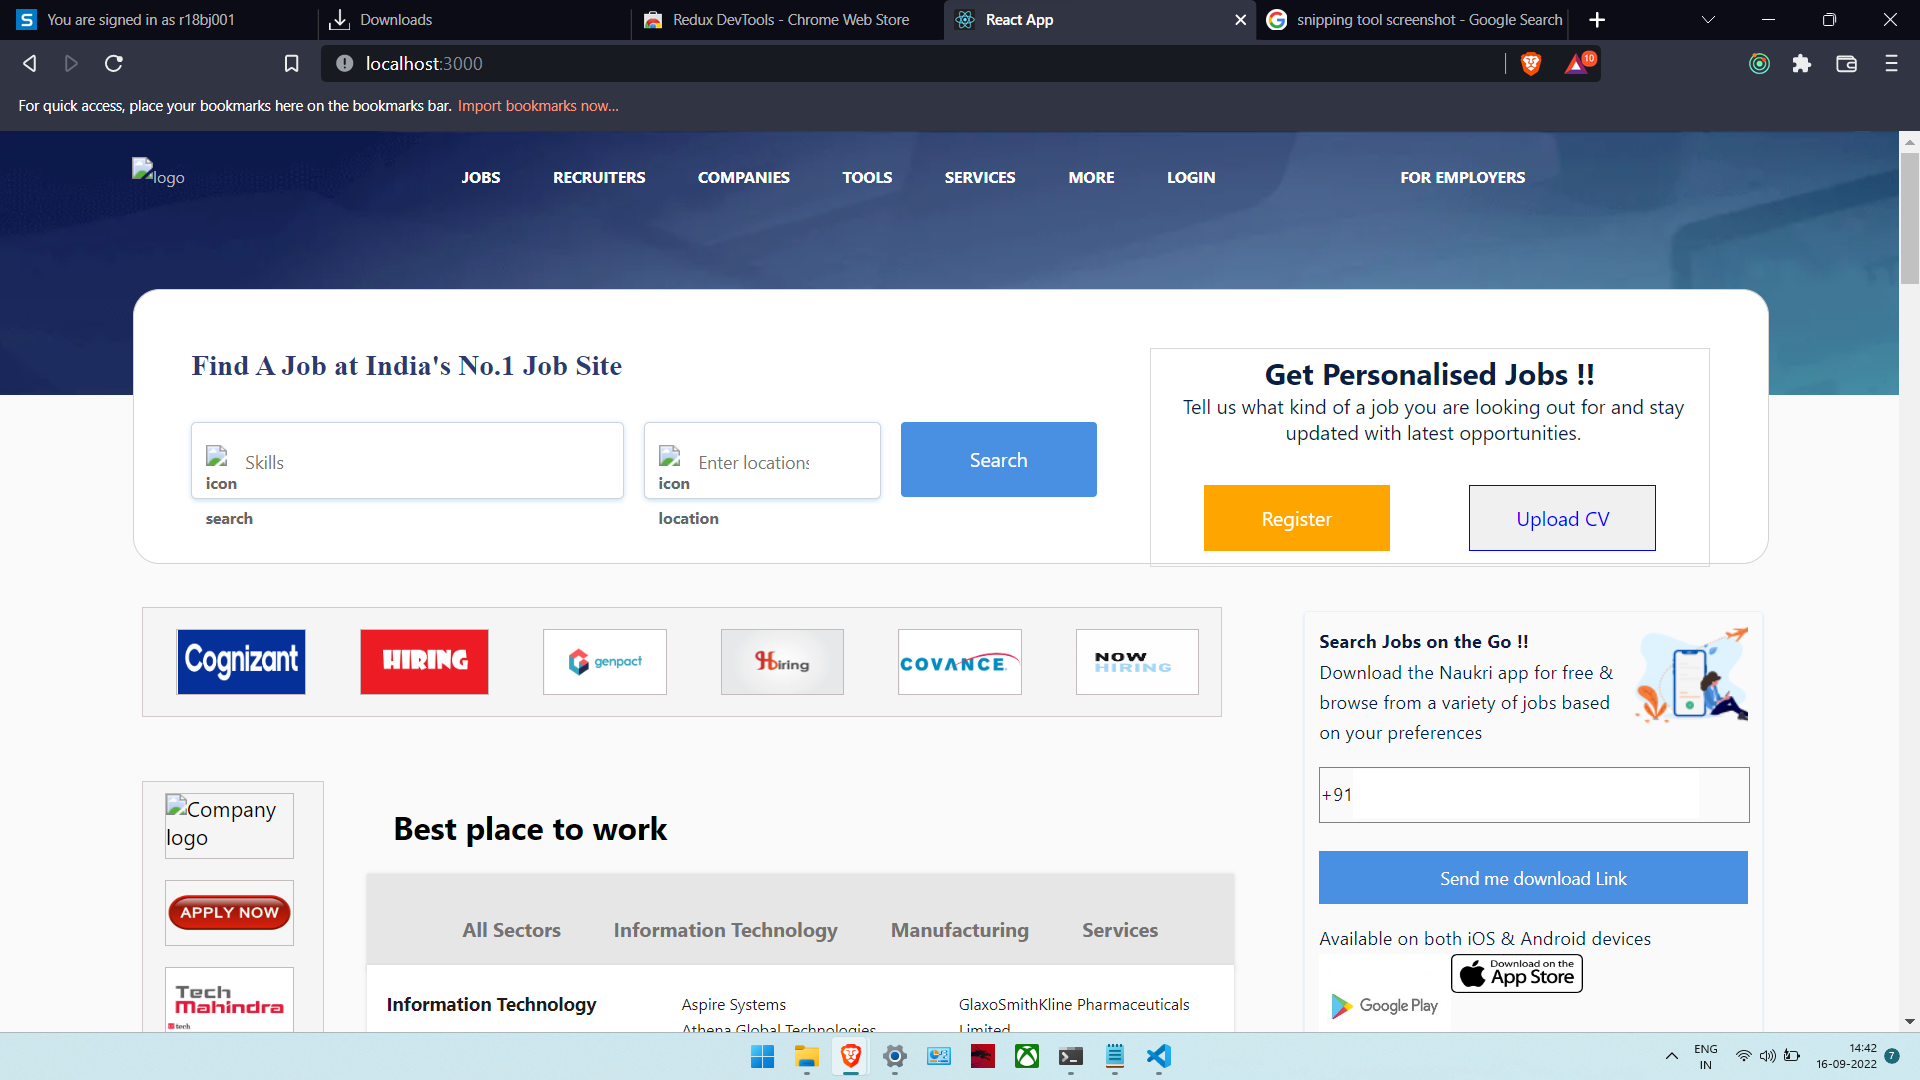 You are signed in as r18bj001
Downloads
Redux DevTools - Chrome Web Store
React App
snipping tool screenshot - Google Search
localhost:3000
10
For quick access, place your bookmarks here on the bookmarks bar. Import bookmarks now...
logo
JOBS
RECRUITERS
COMPANIES
TOOLS
SERVICES
MORE
LOGIN
FOR EMPLOYERS
Find A Job at India's No.1 Job Site
icon
search
Skills
icon
location
Enter locations
Search
Get Personalised Jobs !!
Tell us what kind of a job you are looking out for and stay
updated with latest opportunities.
Register
Upload CV
Cognizant
HIRING
genpact
Hiring
COVANCE
NOW
HIRING
Search Jobs on the Go !!
Download the Naukri app for free &
browse from a variety of jobs based
on your preferences
+91
Send me download Link
Available on both iOS & Android devices
Download on the
App Store
Google Play
Company
logo
APPLY NOW
Tech
Mahindra
tech
Best place to work
All Sectors
Information Technology
Manufacturing
Services
Information Technology
Aspire Systems
Athena Global Technologies
GlaxoSmithKline Pharmaceuticals
Limited
ENG
IN
14:42
16-09-2022
7